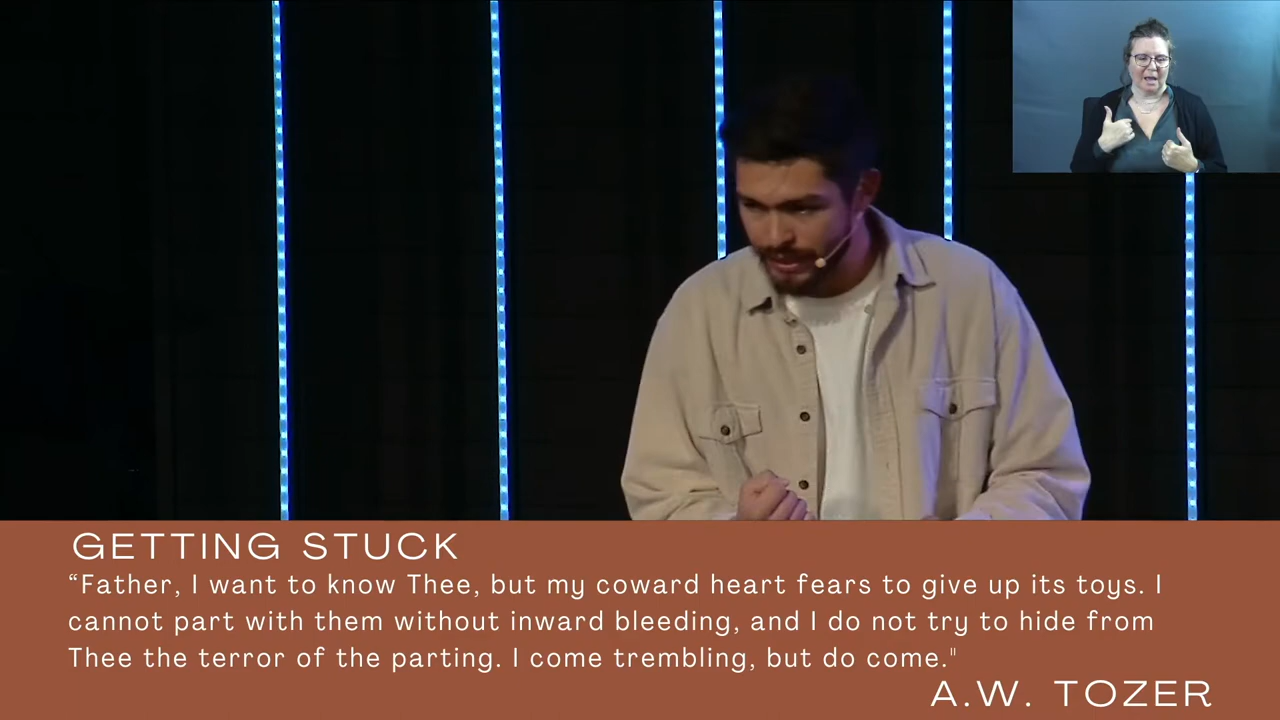 GETTING STUCK
“Father, I want to know Thee, but my coward heart fears to give up its toys. I
cannot part with them without inward bleeding, and I do not try to hide from
Thee the terror of the parting. I come trembling, but do come."
A.W. TOZER